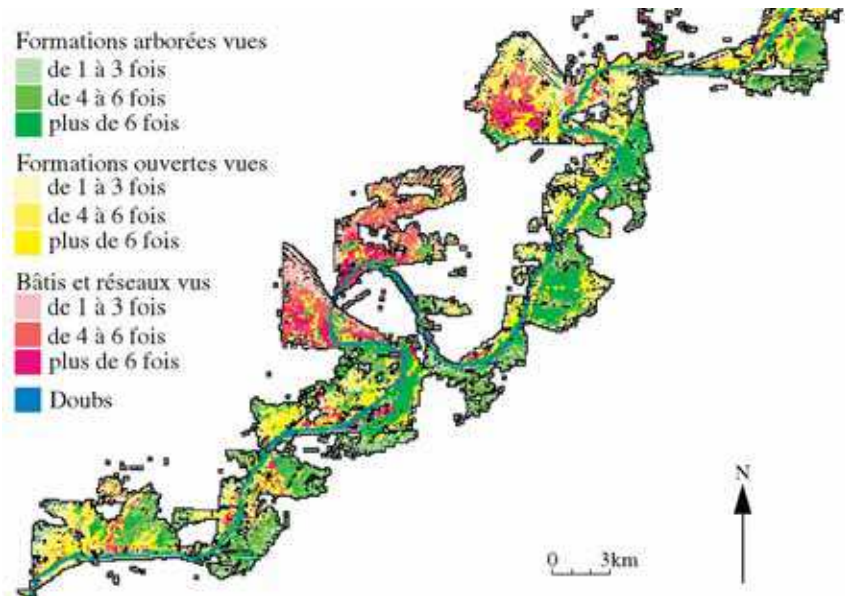 Formations arborées vues
de 1 à 3 fois
de 4 à 6 fois
plus de 6 fois
Formations ouvertes vues
de 1 à 3 fois
de 4 à 6 fois
plus de 6 fois
Bâtis et réseaux vus
de 1 à 3 fois
de 4 à 6 fois
plus de 6 fois
Doubs
N
0 3km